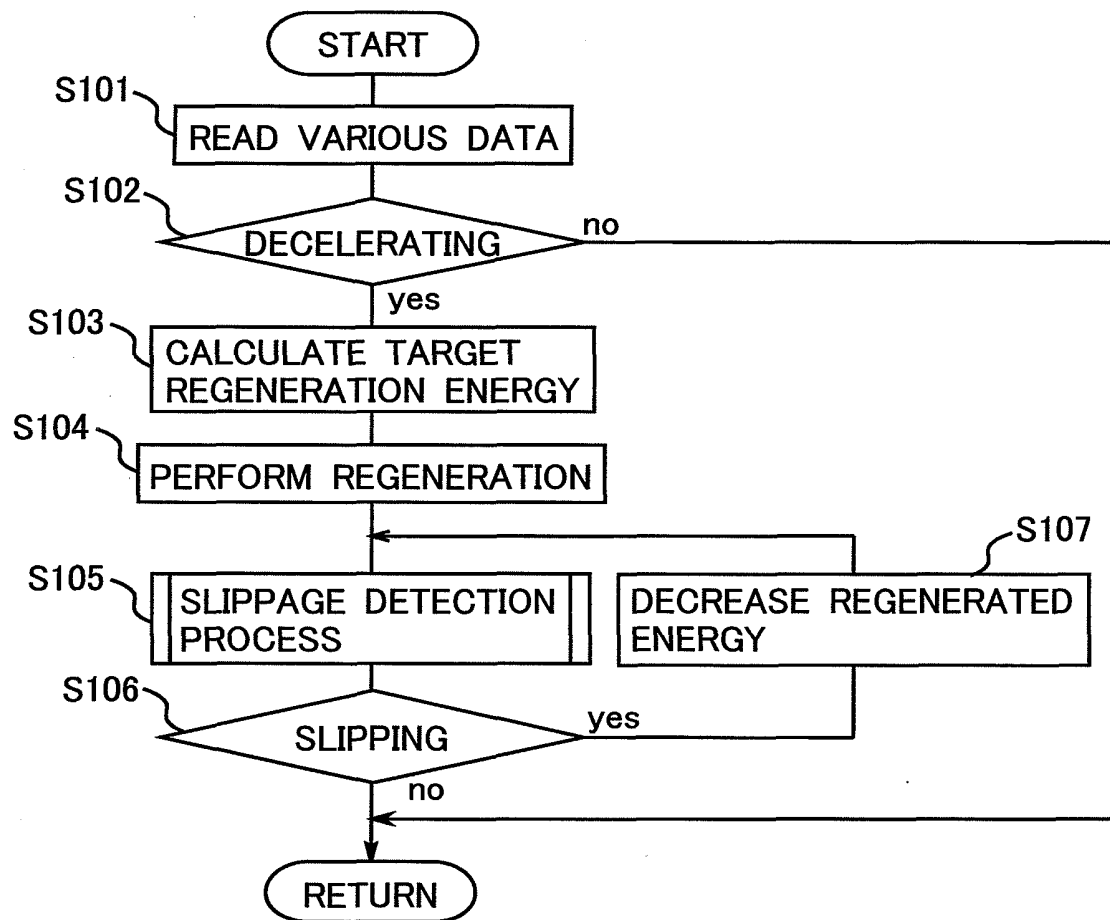 START
S101
READ VARIOUS DATA
S102
DECELERATING
no
yes
S103
CALCULATE TARGET
REGENERATION ENERGY
S104
PERFORM REGENERATION
S107
S105
SLIPPAGE DETECTION
PROCESS
DECREASE REGENERATED
ENERGY
S106
SLIPPING
yes
no
RETURN